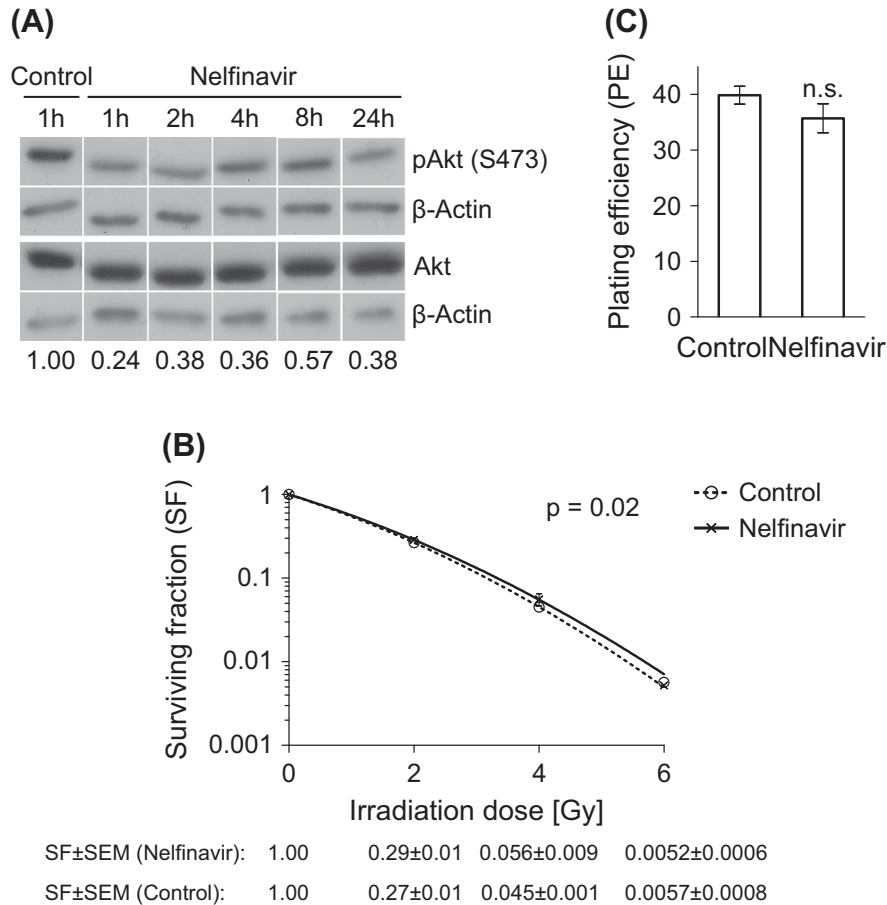 (A)
Control Nelfinavir
1h 1h 2h 4h 8h 24h
pAkt (S473)
β-Actin
Akt
β-Actin
1.00 0.24 0.38 0.36 0.57 0.38
(C)
Plating efficiency (PE)
40
30
20
10
0
n.s.
Control Nelfinavir
(B)
Surviving fraction (SF)
1
0.1
0.01
0.001
p = 0.02
Control
Nelfinavir
0 2 4 6
Irradiation dose [Gy]
SF±SEM (Nelfinavir): 1.00 0.29±0.01 0.056±0.009 0.0052±0.0006
SF±SEM (Control): 1.00 0.27±0.01 0.045±0.001 0.0057±0.0008